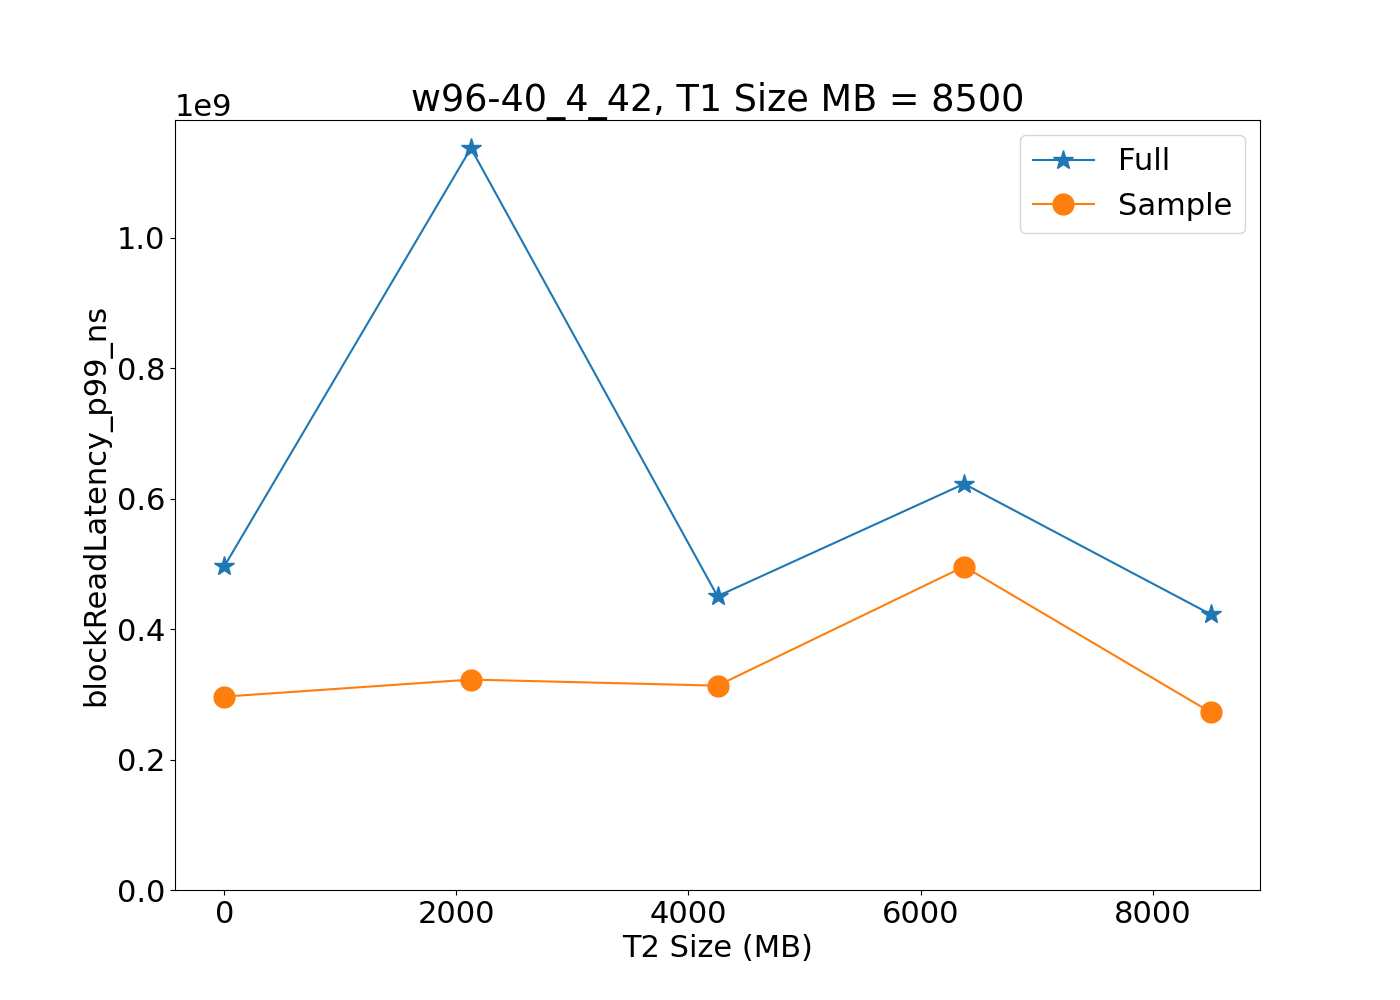 w96-40_4_42, T1 Size MB = 8500
1e9
Full
Sample
1.0
0.8
0.6
0.4
0.2
0.0
blockReadLatency_p99_ns
0 2000 4000 6000 8000
T2 Size (MB)